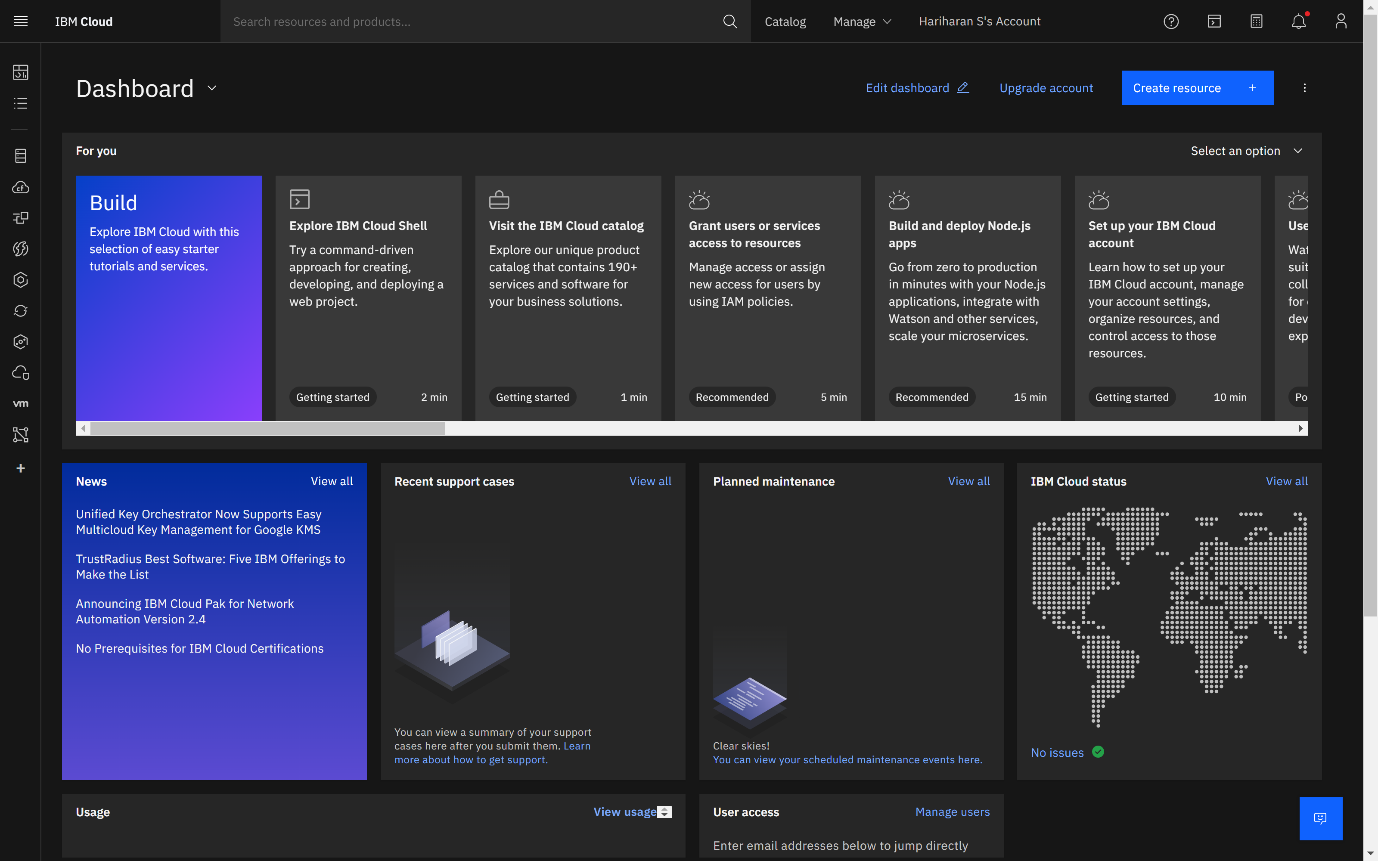 IBM Cloud
Search resources and products...
Catalog
Manage
Hariharan S's Account
Dashboard
Edit dashboard
Upgrade account
Create resource +
For you
Select an option
Build
Explore IBM Cloud with this
selection of easy starter
tutorials and services.
Explore IBM Cloud Shell
Try a command-driven
approach for creating,
developing, and deploying a
web project.
Getting started
2 min
Visit the IBM Cloud catalog
Explore our unique product
catalog that contains 190+
services and software for
your business solutions.
Getting started
1 min
Grant users or services
access to resources
Manage access or assign
new access for users by
using IAM policies.
Recommended
5 min
Build and deploy Node.js
apps
Go from zero to production
in minutes with your Node.js
applications, integrate with
Watson and other services,
scale your microservices.
Recommended
15 min
Set up your IBM Cloud
account
Learn how to set up your
IBM Cloud account, manage
your account settings,
organize resources, and
control access to those
resources.
Getting started
10 min
Use
Wat
suit
coll
for
dev
exp
Po
vm
News
View all
Unified Key Orchestrator Now Supports Easy
Multicloud Key Management for Google KMS
TrustRadius Best Software: Five IBM Offerings to
Make the List
Announcing IBM Cloud Pak for Network
Automation Version 2.4
No Prerequisites for IBM Cloud Certifications
Recent support cases
View all
You can view a summary of your support
cases here after you submit them. Learn
more about how to get support.
Planned maintenance
View all
Clear skies!
You can view your scheduled maintenance events here.
IBM Cloud status
View all
No issues
Usage
View usage
User access
Manage users
Enter email addresses below to jump directly